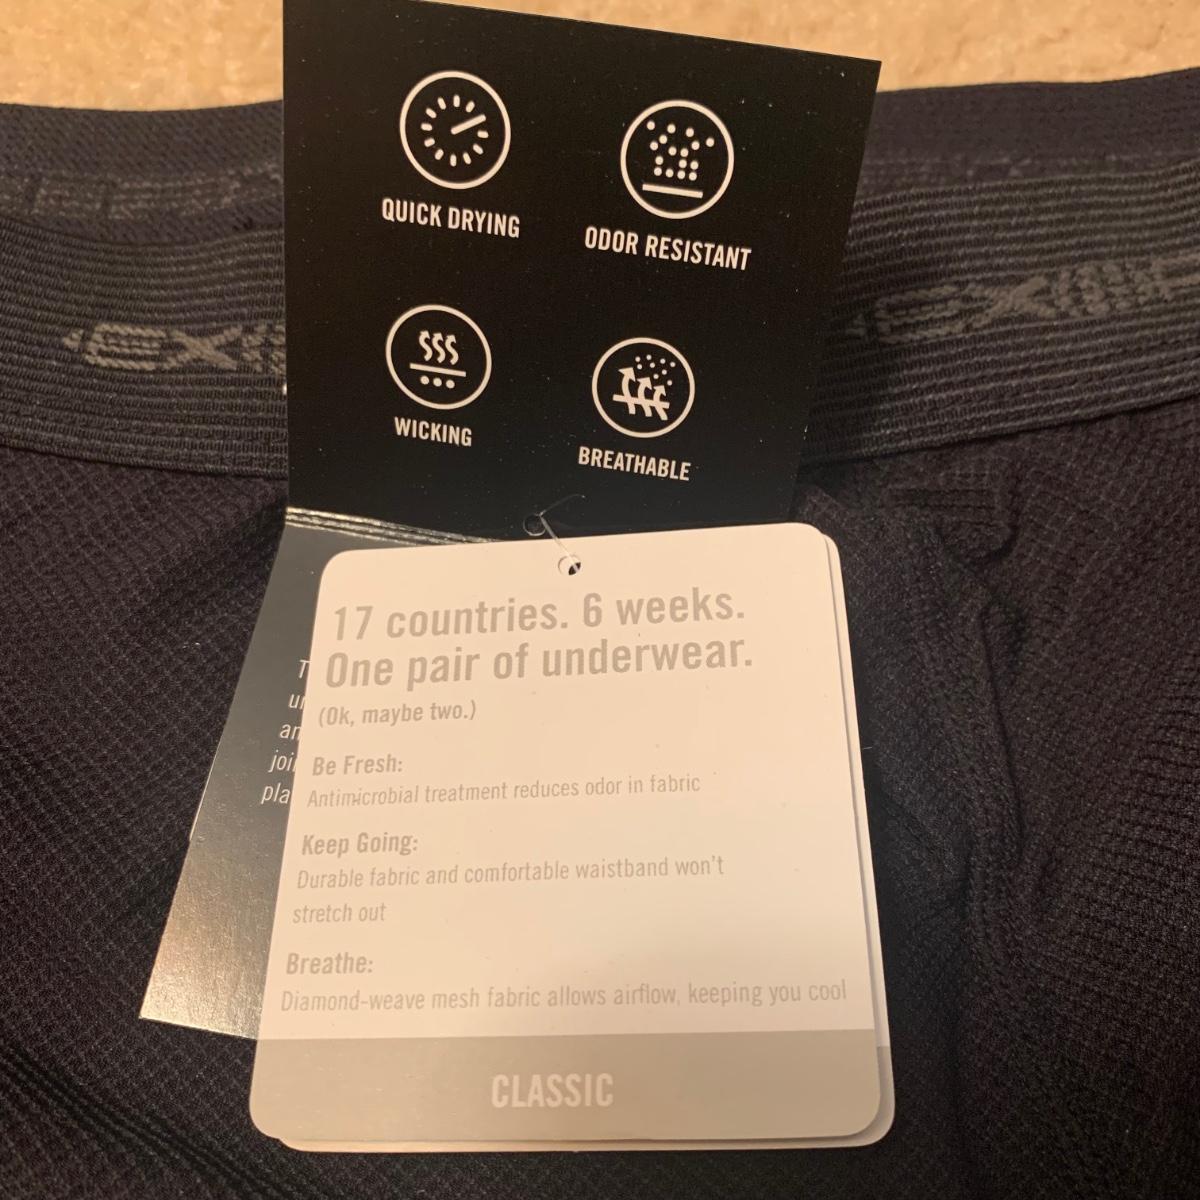 QUICK DRYING
ODOR RESISTANT
WICKING
BREATHABLE
17 countries. 6 weeks.
One pair of underwear.
(Ok, maybe two.)
Be Fresh:
Antimicrobial treatment reduces odor in fabric
Keep Going:
Durable fabric and comfortable waistband won't
stretch out
Breathe:
Diamond-weave mesh fabric allows airflow, keeping you cool
CLASSIC